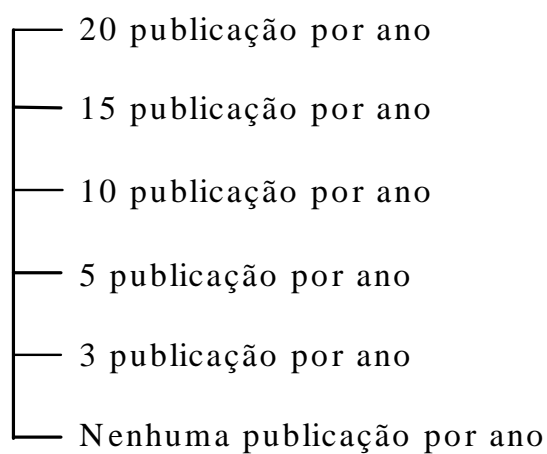 20 publicação por ano
15 publicação por ano
10 publicação por ano
5 publicação por ano
3 publicação por ano
Nenhuma publicação por ano